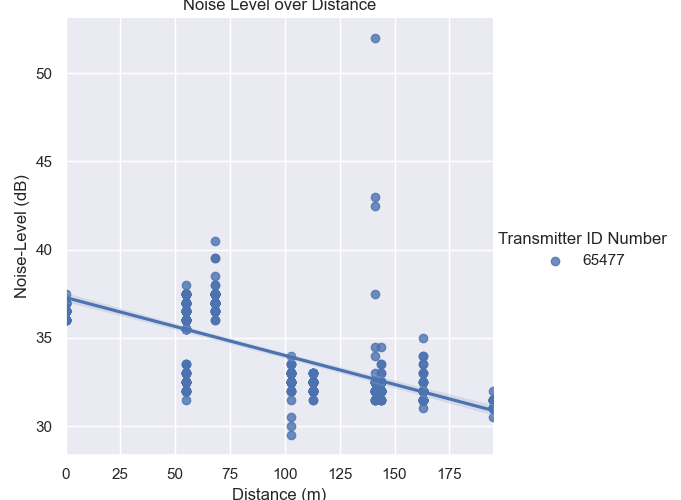 Noise Level over Distance
50
45
40
35
30
Noise-Level (dB)
0 25 50 75 100 125 150 175
Distance (m)
Transmitter ID Number
65477